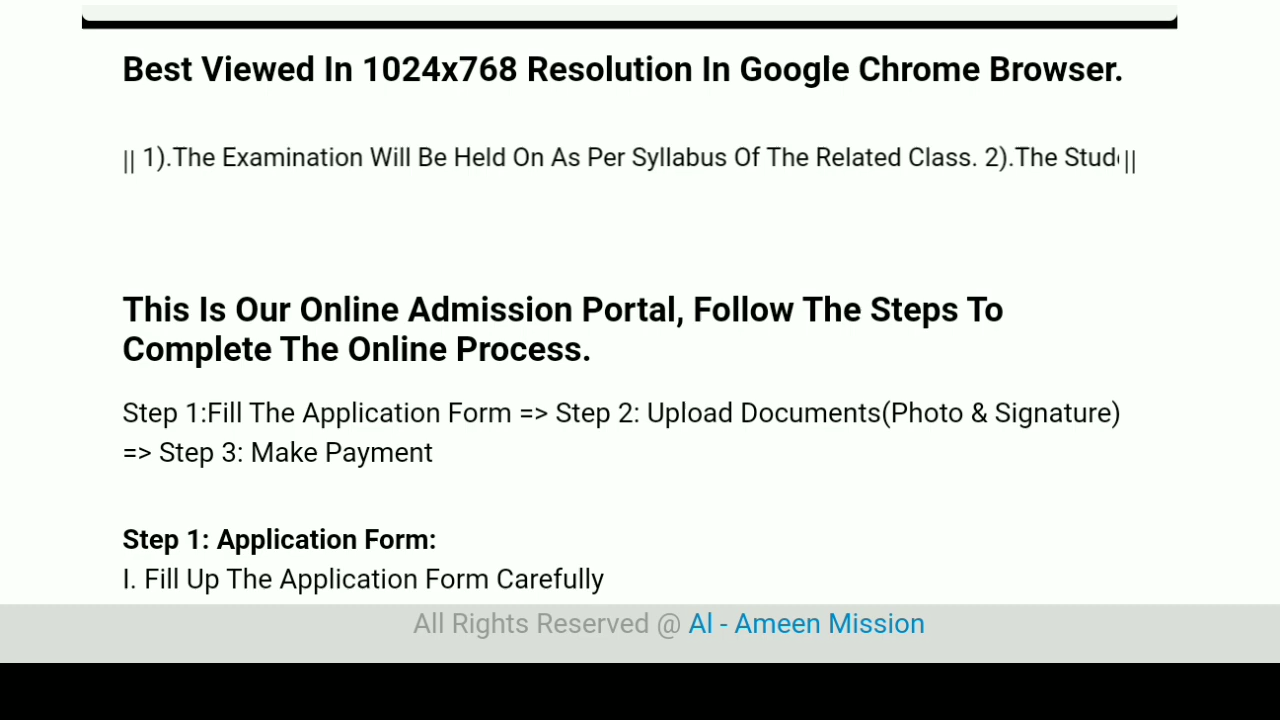 Best Viewed In 1024x768 Resolution In Google Chrome Browser.
|| 1).The Examination Will Be Held On As Per Syllabus Of The Related Class. 2).The ||
This Is Our Online Admission Portal, Follow The Steps To
Complete The Online Process.
Step 1:Fill The Application Form => Step 2: Upload Documents(Photo & Signature)
=> Step 3: Make Payment
Step 1: Application Form:
I. Fill Up The Application Form Carefully
All Rights Reserved @ Al - Ameen Mission